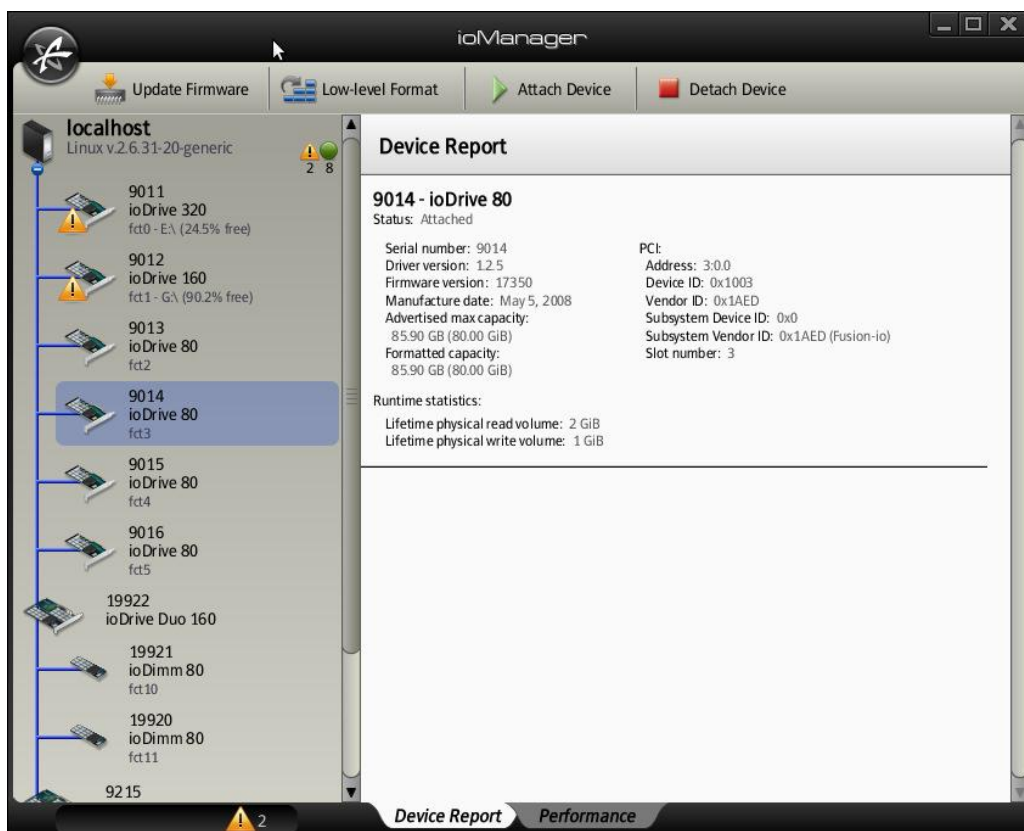 ioManager
Update Firmware
Low-level Format
Attach Device
Detach Device
localhost
Linux v.2.6.31-20-generic
2 8
9011
ioDrive 320
fct0 - E:\ (24.5% free)
9012
ioDrive 160
fct1 - G:\ (90.2% free)
9013
ioDrive 80
fct2
9014
ioDrive 80
fct3
9015
ioDrive 80
fct4
9016
ioDrive 80
fct5
19922
ioDrive Duo 160
19921
ioDimm 80
fct10
19920
ioDimm 80
fct11
9215
2
Device Report
9014 - ioDrive 80
Status: Attached
Serial number: 9014
Driver version: 1.2.5
Firmware version: 17350
Manufacture date: May 5, 2008
Advertised max capacity:
85.90 GB (80.00 GiB)
Formatted capacity:
85.90 GB (80.00 GiB)
PCI:
Address: 3:0.0
Device ID: 0x1003
Vendor ID: 0x1AED
Subsystem Device ID: 0x0
Subsystem Vendor ID: 0x1AED (Fusion-io)
Slot number: 3
Runtime statistics:
Lifetime physical read volume: 2 GiB
Lifetime physical write volume: 1 GiB
Device Report
Performance